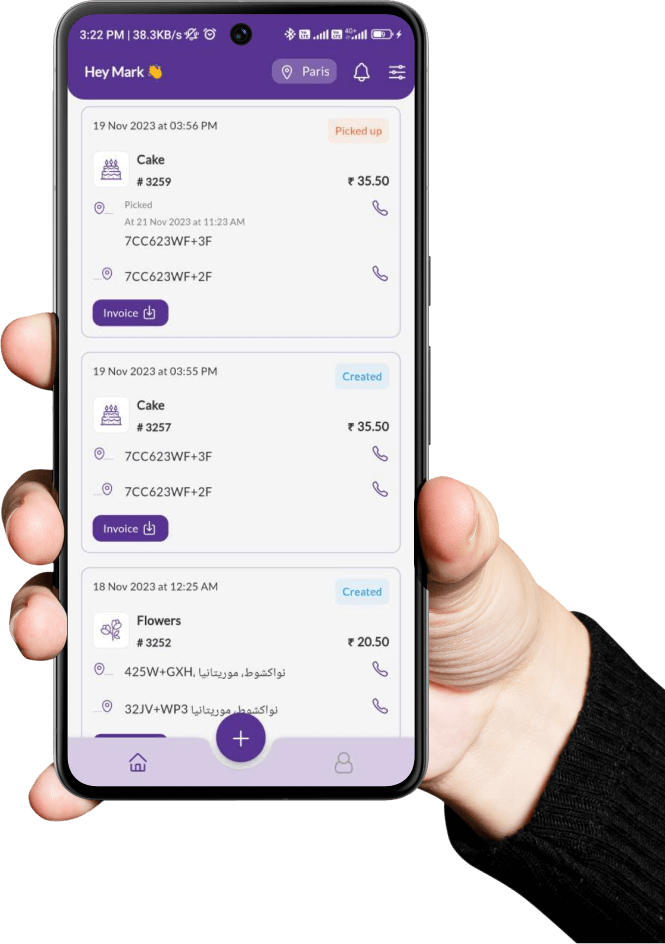 3:22 PM | 38.3KB/s
4G+
Hey Mark 👋
Paris
19 Nov 2023 at 03:56 PM
Picked up
Cake
# 3259
₹ 35.50
Picked
At 21 Nov 2023 at 11:23 AM
7CC623WF+3F
7CC623WF+2F
Invoice
19 Nov 2023 at 03:55 PM
Created
Cake
# 3257
₹ 35.50
7CC623WF+3F
7CC623WF+2F
Invoice
18 Nov 2023 at 12:25 AM
Created
Flowers
# 3252
₹ 20.50
425W+GXH, نواكشوط، موريتانيا
32JV+WP3 نواكشوط، موريتانيا
+